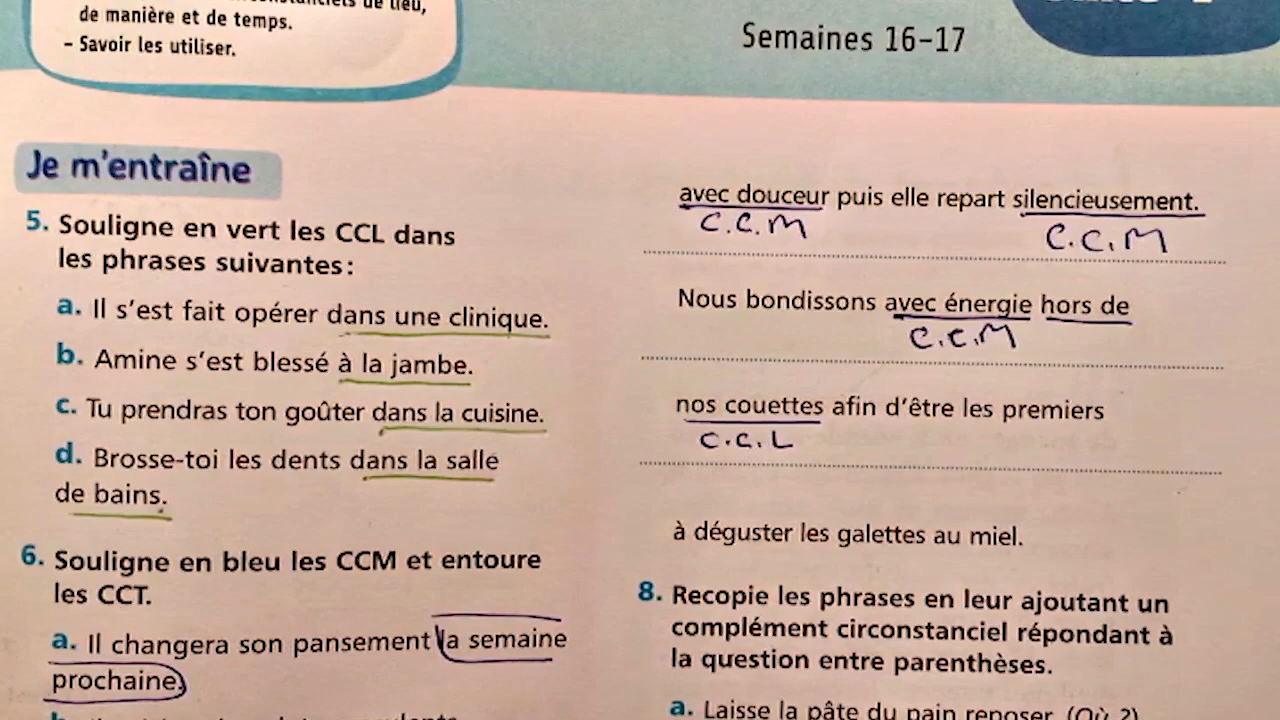 de manière et de temps.
– Savoir les utiliser.
Semaines 16–17
Je m'entraîne
5. Souligne en vert les CCL dans
les phrases suivantes :
a. Il s'est fait opérer dans une clinique.
b. Amine s'est blessé à la jambe.
c. Tu prendras ton goûter dans la cuisine.
d. Brosse-toi les dents dans la salle
de bains.
6. Souligne en bleu les CCM et entoure
les CCT.
a. Il changera son pansement la semaine
prochaine.
avec douceur puis elle repart silencieusement.
C.C.M C.C.M
Nous bondissons avec énergie hors de
C.C.M
nos couettes afin d'être les premiers
C.C.L
à déguster les galettes au miel.
8. Recopie les phrases en leur ajoutant un
complément circonstanciel répondant à
la question entre parenthèses.
a. Laisse la pâte du pain reposer. (Où ?)